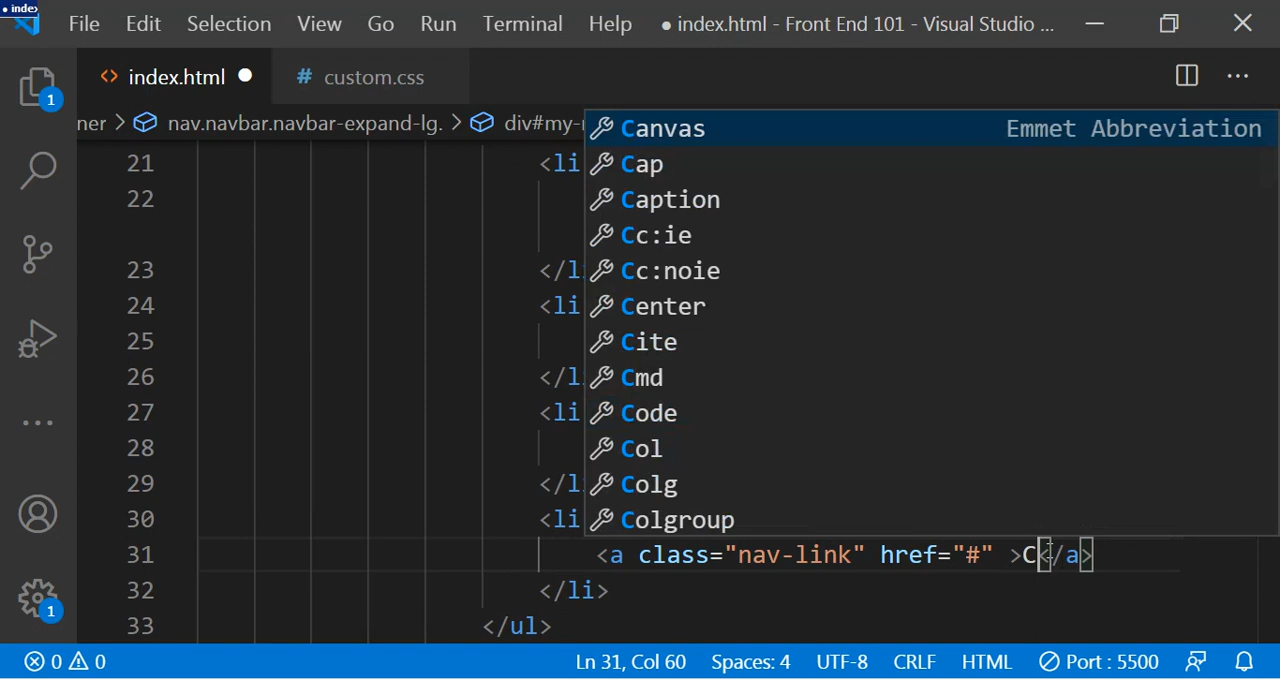 index
File Edit Selection View Go Run Terminal Help ● index.html - Front End 101 - Visual Studio ...
<> index.html ● # custom.css ...
1
ner > nav.navbar.navbar-expand-lg. > div#my-
Canvas Emmet Abbreviation
21 <li Cap
22 Caption
Cc:ie
23 </l Cc:noie
24 <li Center
25 Cite
26 </l Cmd
27 <li Code
28 Col
29 </l Colg
30 <li Colgroup
31 <a class="nav-link" href="#" >C</a>
32 </li>
1
33 </ul>
0 0 Ln 31, Col 60 Spaces: 4 UTF-8 CRLF HTML Port : 5500